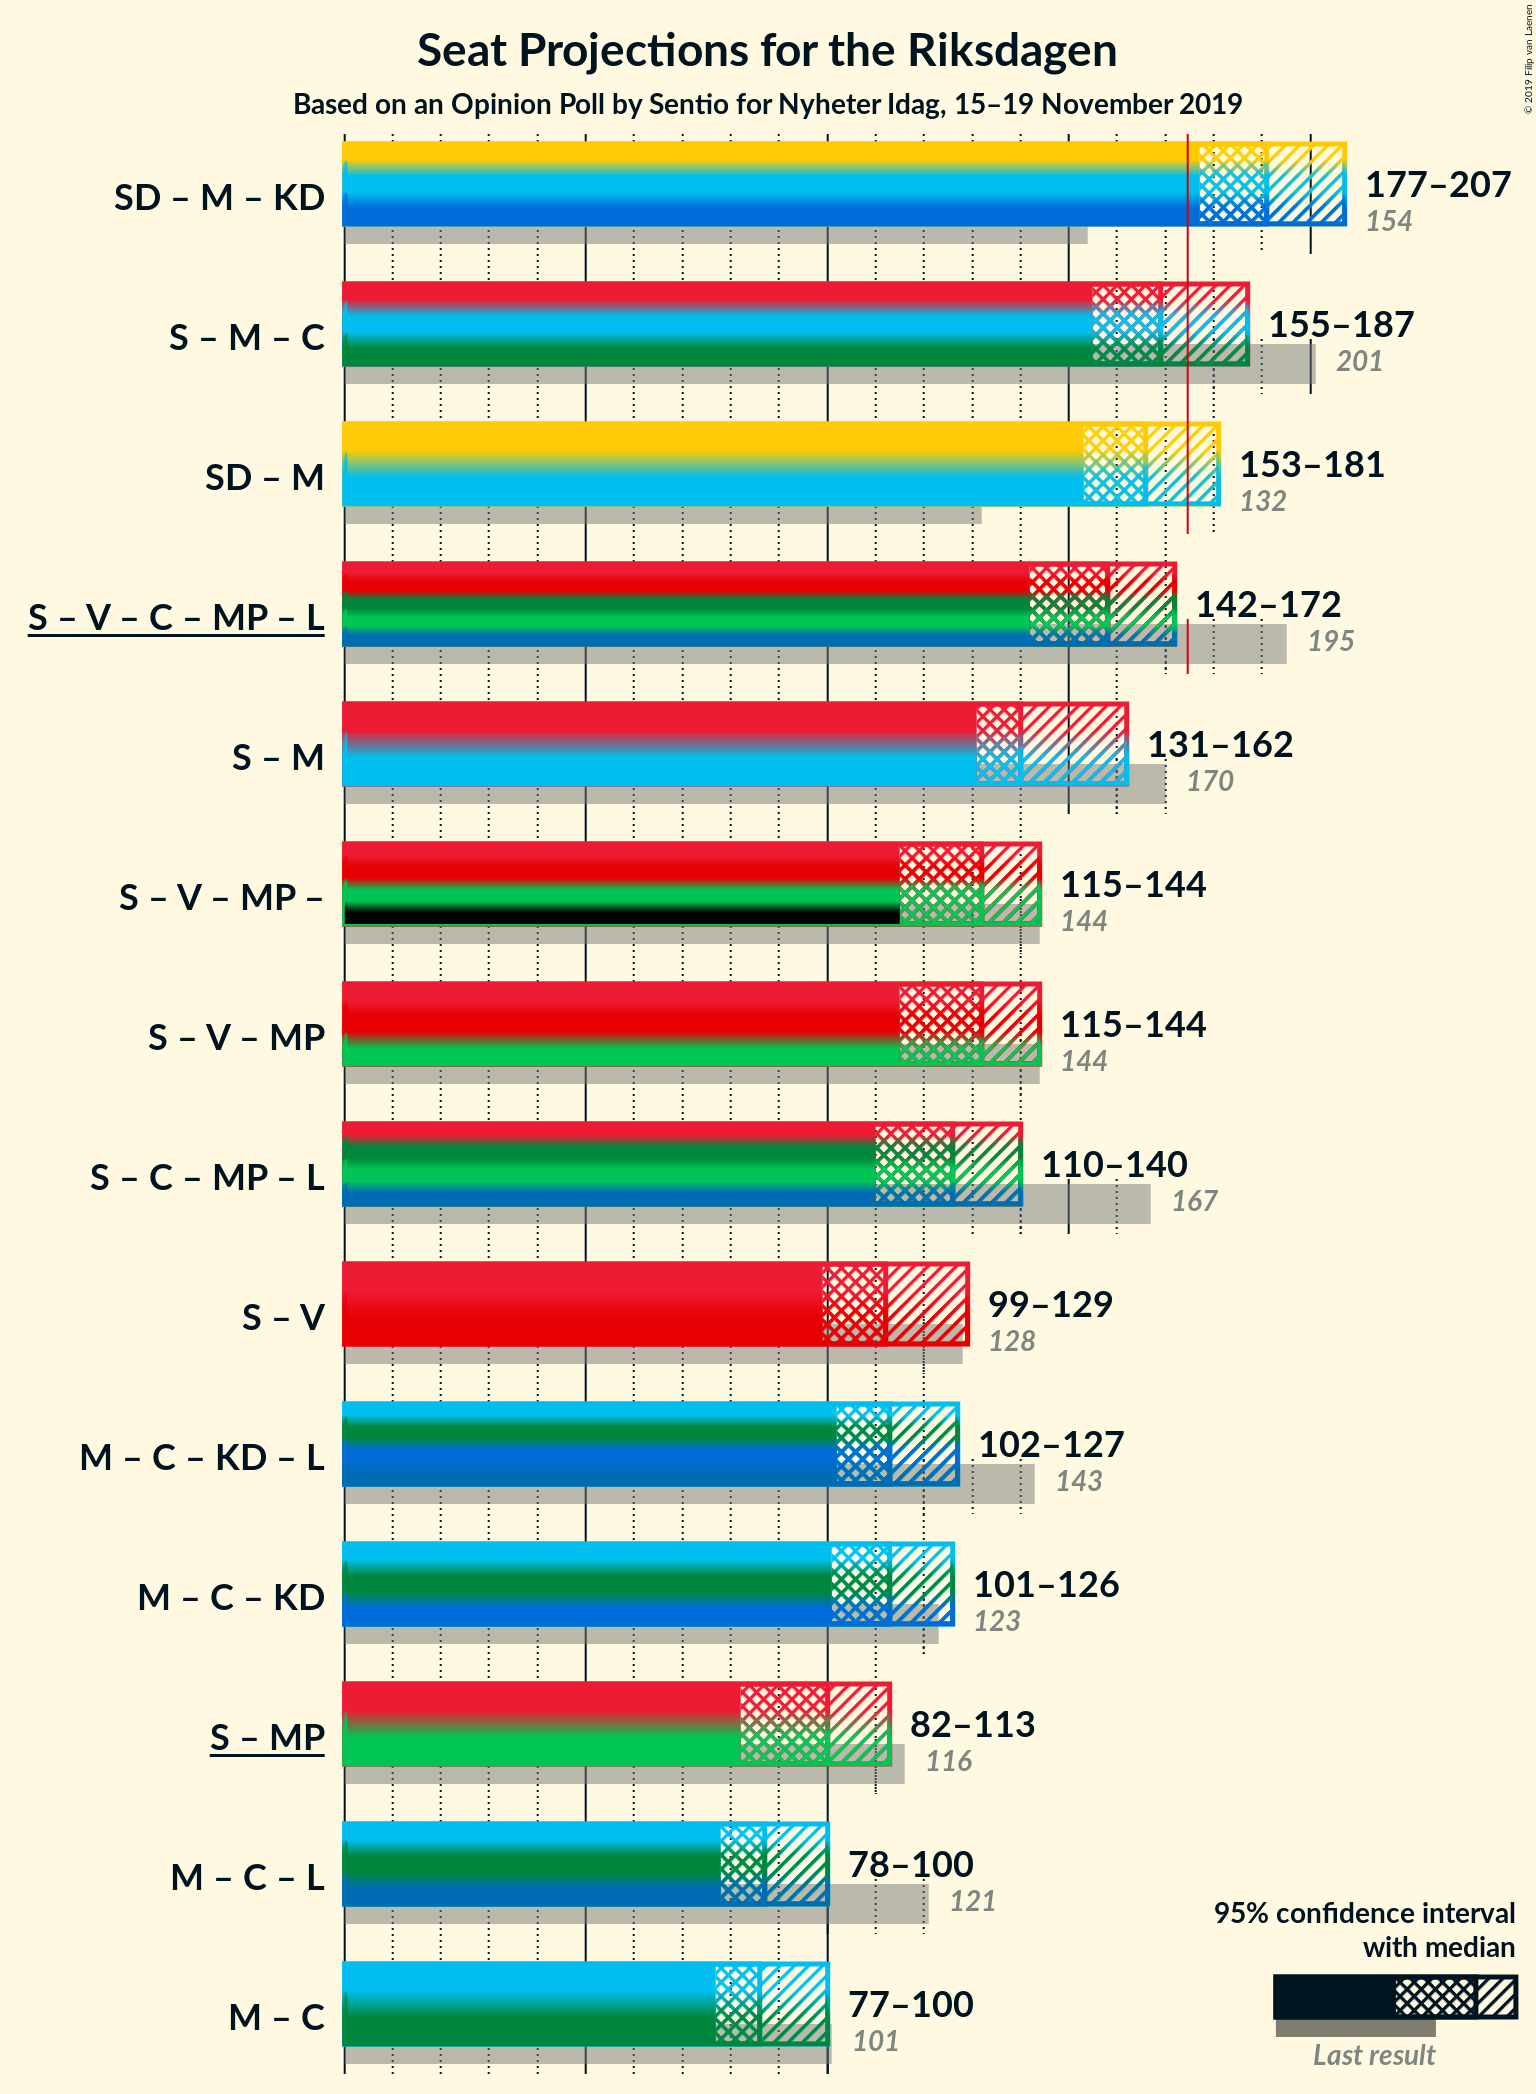 Seat Projections for the Riksdagen
Based on an Opinion Poll by Sentio for Nyheter Idag, 15–19 November 2019
© 2019 Filip van Laenen
SD – M – KD
177–207
154
S – M – C
155–187
201
SD – M
153–181
132
S – V – C – MP – L
142–172
195
S – M
131–162
170
S – V – MP –
115–144
144
S – V – MP
115–144
144
S – C – MP – L
110–140
167
S – V
99–129
128
M – C – KD – L
102–127
143
M – C – KD
101–126
123
S – MP
82–113
116
M – C – L
78–100
121
M – C
77–100
101
95% confidence interval
with median
Last result